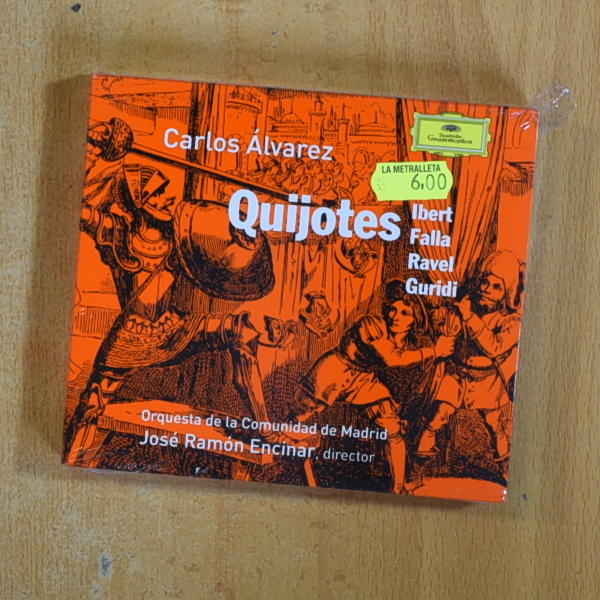 Carlos Álvarez
Deutsche
Grammophon
LA METRALLETA
6,00
Quijotes
Ibert
Falla
Ravel
Guridi
Orquesta de la Comunidad de Madrid
José Ramón Encinar, director